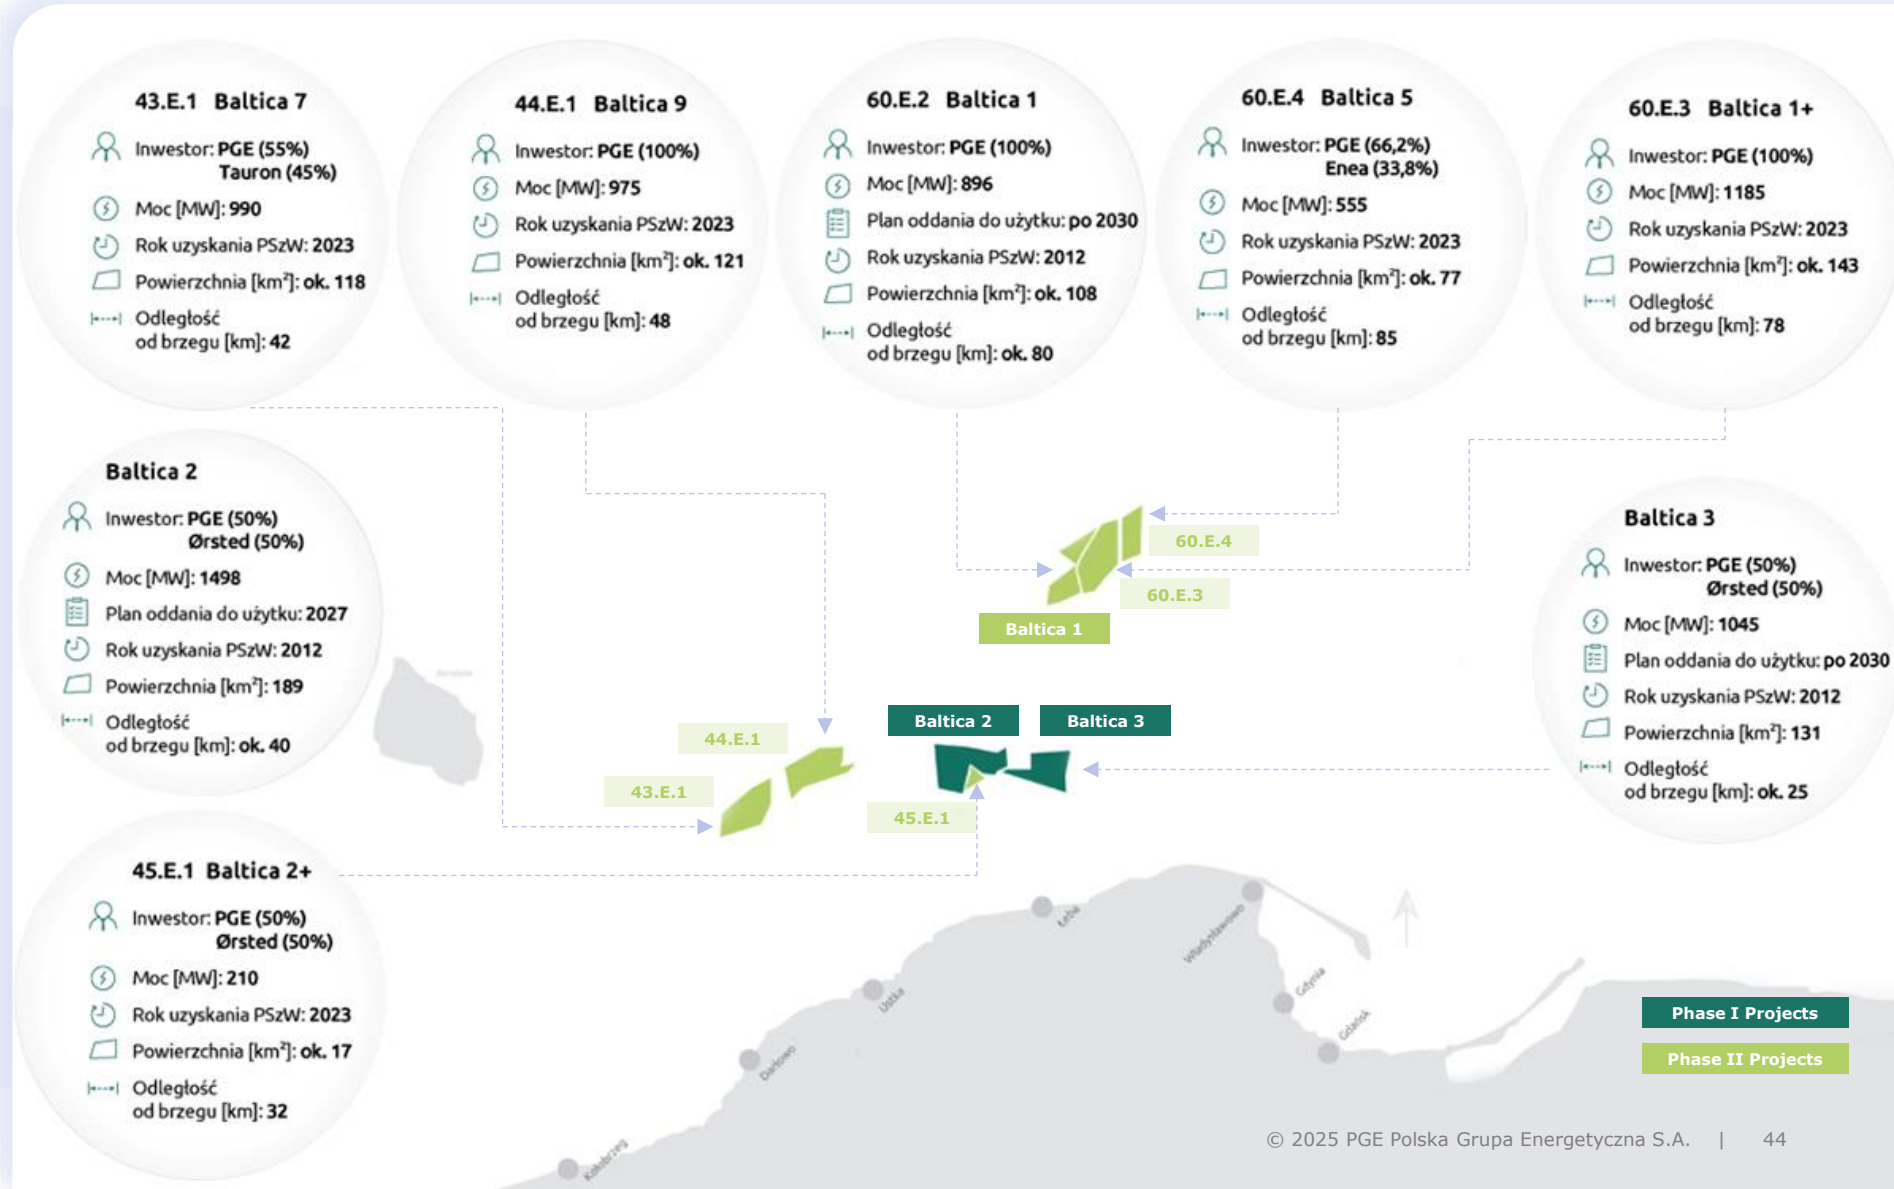 43.E.1 Baltica 7
Inwestor: PGE (55%)
Tauron (45%)
Moc [MW]: 990
Rok uzyskania PSzW: 2023
Powierzchnia [km²]: ok. 118
Odległość
od brzegu [km]: 42
44.E.1 Baltica 9
Inwestor: PGE (100%)
Moc [MW]: 975
Rok uzyskania PSzW: 2023
Powierzchnia [km²]: ok. 121
Odległość
od brzegu [km]: 48
60.E.2 Baltica 1
Inwestor: PGE (100%)
Moc [MW]: 896
Plan oddania do użytku: po 2030
Rok uzyskania PSzW: 2012
Powierzchnia [km²]: ok. 108
Odległość
od brzegu [km]: ok. 80
60.E.4 Baltica 5
Inwestor: PGE (66,2%)
Enea (33,8%)
Moc [MW]: 555
Rok uzyskania PSzW: 2023
Powierzchnia [km²]: ok. 77
Odległość
od brzegu [km]: 85
60.E.3 Baltica 1+
Inwestor: PGE (100%)
Moc [MW]: 1185
Rok uzyskania PSzW: 2023
Powierzchnia [km²]: ok. 143
Odległość
od brzegu [km]: 78
Baltica 2
Inwestor: PGE (50%)
Ørsted (50%)
Moc [MW]: 1498
Plan oddania do użytku: 2027
Rok uzyskania PSzW: 2012
Powierzchnia [km²]: 189
Odległość
od brzegu [km]: ok. 40
60.E.4
60.E.3
Baltica 1
Baltica 2
Baltica 3
44.E.1
43.E.1
45.E.1
Baltica 3
Inwestor: PGE (50%)
Ørsted (50%)
Moc [MW]: 1045
Plan oddania do użytku: po 2030
Rok uzyskania PSzW: 2012
Powierzchnia [km²]: 131
Odległość
od brzegu [km]: ok. 25
45.E.1 Baltica 2+
Inwestor: PGE (50%)
Ørsted (50%)
Moc [MW]: 210
Rok uzyskania PSzW: 2023
Powierzchnia [km²]: ok. 17
Odległość
od brzegu [km]: 32
Łeba
Władysławowo
Ustka
Gdynia
Gdańsk
Darłowo
Kołobrzeg
Phase I Projects
Phase II Projects
© 2025 PGE Polska Grupa Energetyczna S.A. | 44